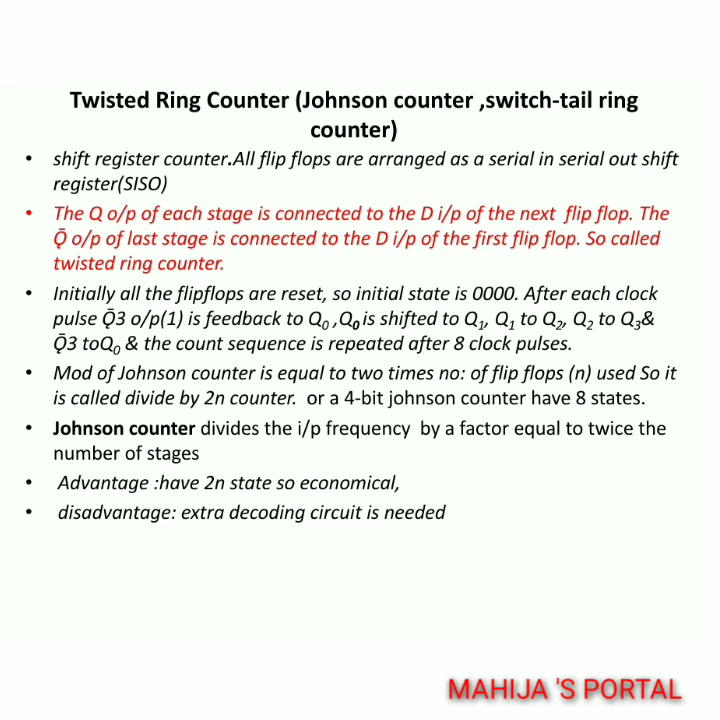 Twisted Ring Counter (Johnson counter ,switch-tail ring
counter)
• shift register counter.All flip flops are arranged as a serial in serial out shift
register(SISO)
• The Q o/p of each stage is connected to the D i/p of the next flip flop. The
Q̄ o/p of last stage is connected to the D i/p of the first flip flop. So called
twisted ring counter.
• Initially all the flipflops are reset, so initial state is 0000. After each clock
pulse Q̄3 o/p(1) is feedback to Q₀ ,Q₀ is shifted to Q₁, Q₁ to Q₂, Q₂ to Q₃&
Q̄3 toQ₀ & the count sequence is repeated after 8 clock pulses.
• Mod of Johnson counter is equal to two times no: of flip flops (n) used So it
is called divide by 2n counter. or a 4-bit johnson counter have 8 states.
• Johnson counter divides the i/p frequency by a factor equal to twice the
number of stages
• Advantage :have 2n state so economical,
• disadvantage: extra decoding circuit is needed
MAHIJA 'S PORTAL